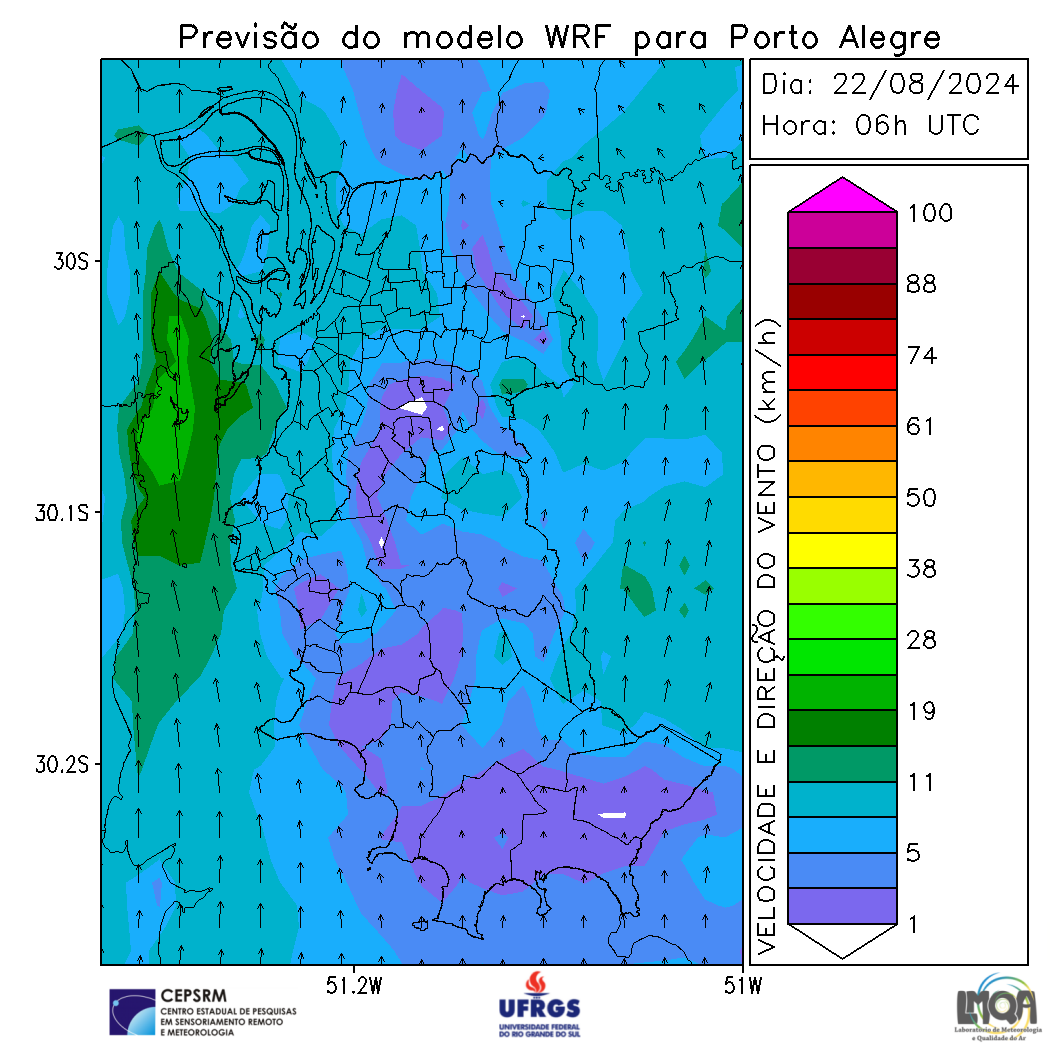 Previsão do modelo WRF para Porto Alegre
Dia: 22/08/2024
Hora: 06h UTC
30S
30.1S
30.2S
51.2W
51W
VELOCIDADE E DIREÇÃO DO VENTO (km/h)
100
88
74
61
50
38
28
19
11
5
1
CEPSRM
CENTRO ESTADUAL DE PESQUISAS
EM SENSORIAMENTO REMOTO
E METEOROLOGIA
UFRGS
UNIVERSIDADE FEDERAL
DO RIO GRANDE DO SUL
LMQA
Laboratório de Meteorologia
e Qualidade do Ar